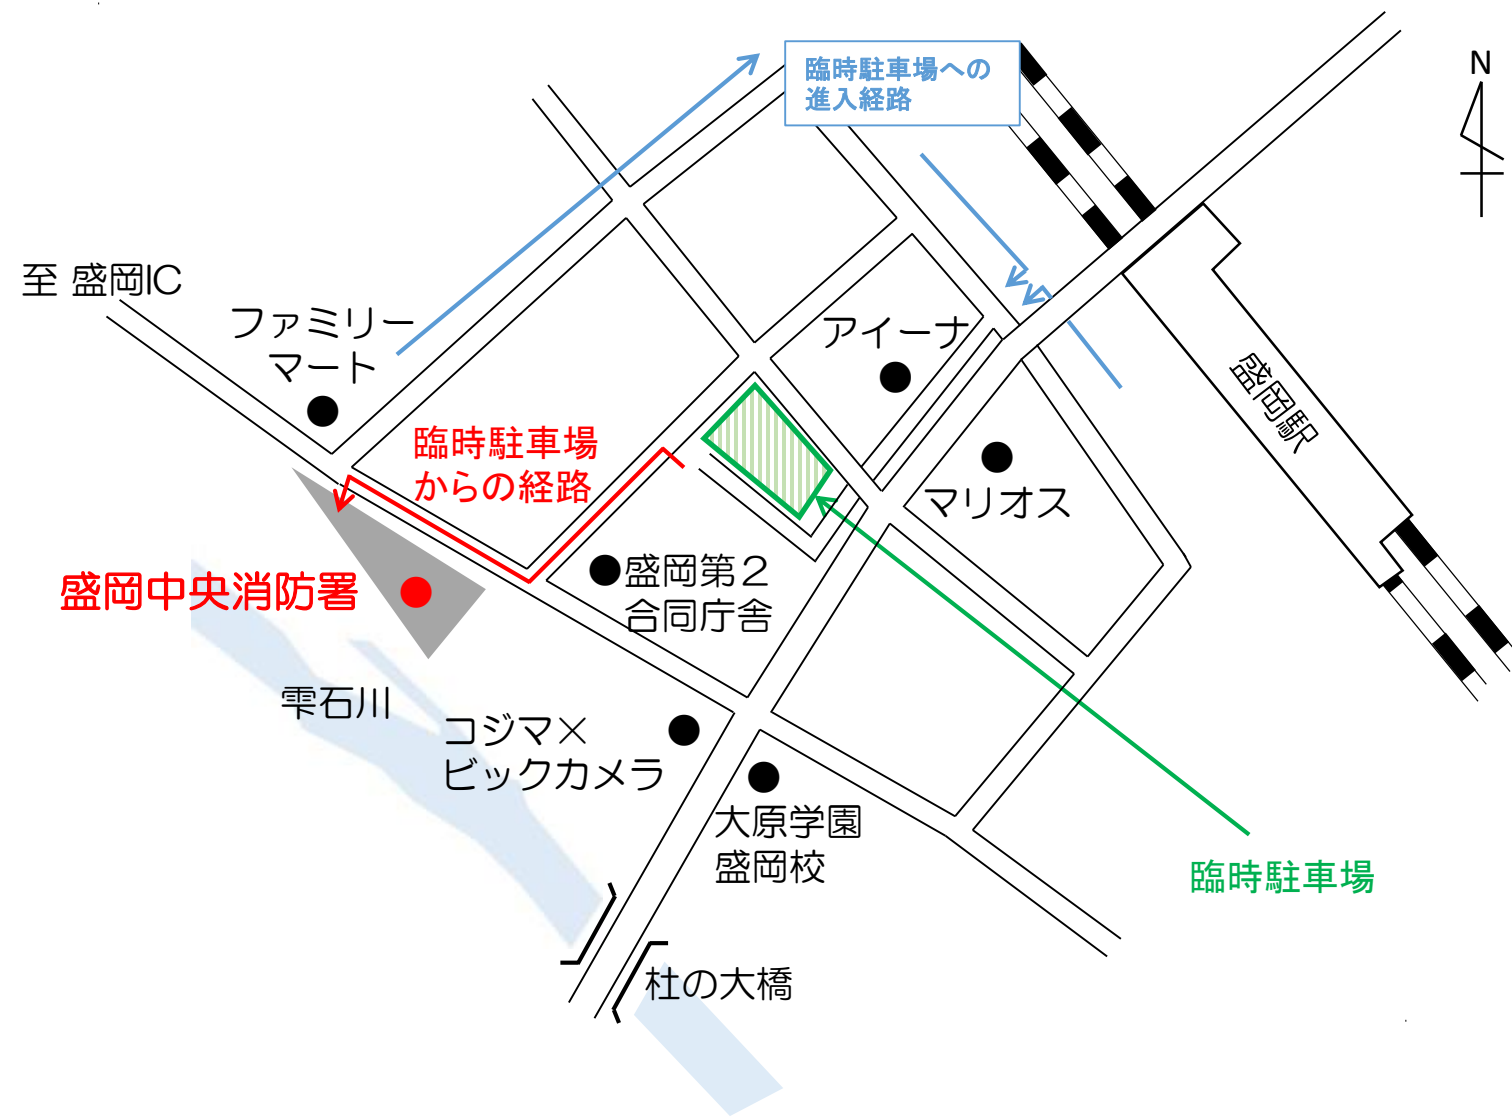 臨時駐車場への
進入経路
N
至 盛岡IC
ファミリー
マート
アイーナ
盛岡駅
臨時駐車場
からの経路
マリオス
盛岡中央消防署
盛岡第２
合同庁舎
雫石川
コジマ×
ビックカメラ
大原学園
盛岡校
臨時駐車場
杜の大橋